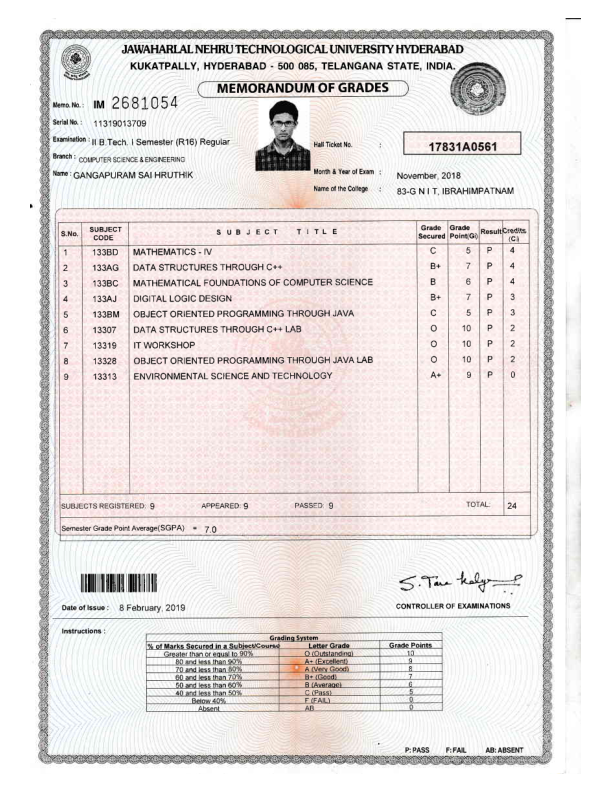 JAWAHARLAL NEHRU TECHNOLOGICAL UNIVERSITY HYDERABAD
KUKATPALLY, HYDERABAD - 500 085, TELANGANA STATE, INDIA.
MEMORANDUM OF GRADES
Memo. No. : IM 2681054
Serial No. : 11319013709
Examination : II B.Tech. I Semester (R16) Regular
Hall Ticket No. : 17831A0561
Branch : COMPUTER SCIENCE & ENGINEERING
Name : GANGAPURAM SAI HRUTHIK
Month & Year of Exam : November, 2018
Name of the College : 83-G N I T, IBRAHIMPATNAM
S.No. SUBJECT CODE SUBJECT TITLE Grade Secured Grade Point(Gi) Result Credits (Ci)
1 133BD MATHEMATICS - IV C 5 P 4
2 133AG DATA STRUCTURES THROUGH C++ B+ 7 P 4
3 133BC MATHEMATICAL FOUNDATIONS OF COMPUTER SCIENCE B 6 P 4
4 133AJ DIGITAL LOGIC DESIGN B+ 7 P 3
5 133BM OBJECT ORIENTED PROGRAMMING THROUGH JAVA C 5 P 3
6 13307 DATA STRUCTURES THROUGH C++ LAB O 10 P 2
7 13319 IT WORKSHOP O 10 P 2
8 13328 OBJECT ORIENTED PROGRAMMING THROUGH JAVA LAB O 10 P 2
9 13313 ENVIRONMENTAL SCIENCE AND TECHNOLOGY A+ 9 P 0
SUBJECTS REGISTERED: 9 APPEARED: 9 PASSED: 9 TOTAL: 24
Semester Grade Point Average(SGPA) = 7.0
Date of Issue : 8 February, 2019
CONTROLLER OF EXAMINATIONS
Instructions :
Grading System
% of Marks Secured in a Subject/Course Letter Grade Grade Points
Greater than or equal to 90% O (Outstanding) 10
80 and less than 90% A+ (Excellent) 9
70 and less than 80% A (Very Good) 8
60 and less than 70% B+ (Good) 7
50 and less than 60% B (Average) 6
40 and less than 50% C (Pass) 5
Below 40% F (FAIL) 0
Absent AB 0
P: PASS F: FAIL AB: ABSENT